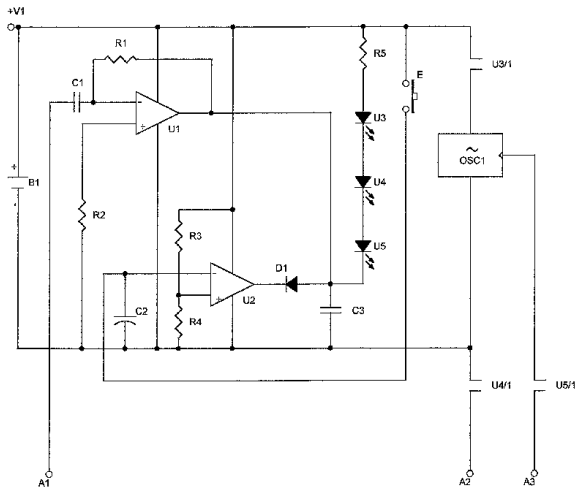 +V1
R1
R5
U3/1
C1
E
U3
-
+
U1
~
OSC1
+
B1
-
U4
R2
R3
U5
D1
-
+
U2
C2
R4
C3
U4/1
U5/1
A1
A2
A3